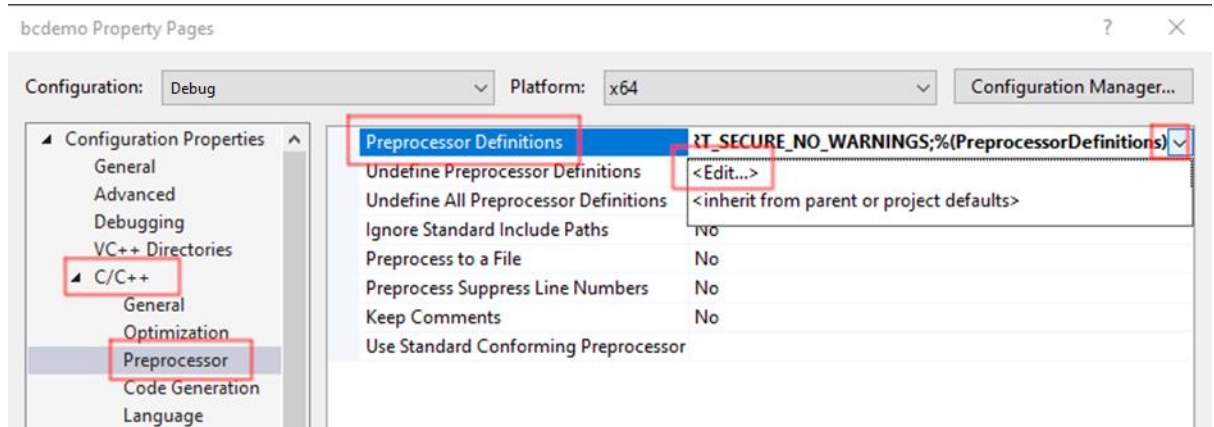 bcdemo Property Pages ? ×
Configuration: Debug Platform: x64 Configuration Manager...
Configuration Properties
General
Advanced
Debugging
VC++ Directories
C/C++
General
Optimization
Preprocessor
Code Generation
Language
Preprocessor Definitions RT_SECURE_NO_WARNINGS;%(PreprocessorDefinitions)
Undefine Preprocessor Definitions <Edit...>
Undefine All Preprocessor Definitions <inherit from parent or project defaults>
Ignore Standard Include Paths No
Preprocess to a File No
Preprocess Suppress Line Numbers No
Keep Comments No
Use Standard Conforming Preprocessor